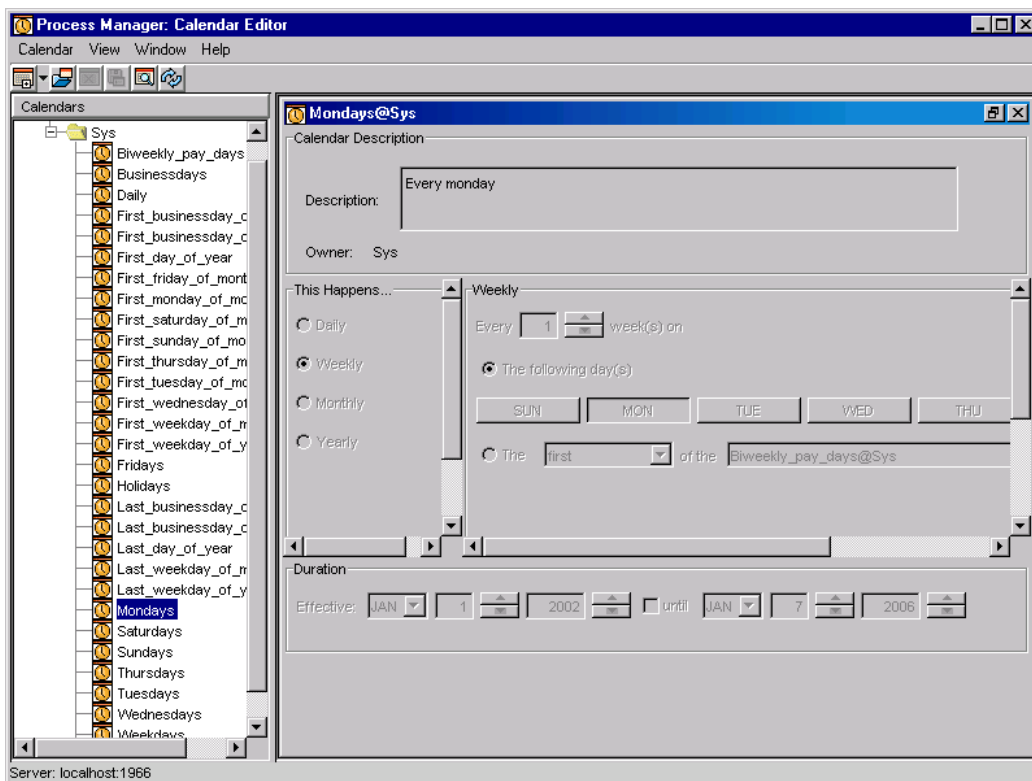 Process Manager: Calendar Editor
Calendar View Window Help
Calendars
Sys
Biweekly_pay_days
Businessdays
Daily
First_businessday_c
First_businessday_c
First_day_of_year
First_friday_of_mont
First_monday_of_mo
First_saturday_of_m
First_sunday_of_mo
First_thursday_of_m
First_tuesday_of_mo
First_wednesday_of
First_weekday_of_m
First_weekday_of_y
Fridays
Holidays
Last_businessday_c
Last_businessday_c
Last_day_of_year
Last_weekday_of_m
Last_weekday_of_y
Mondays
Saturdays
Sundays
Thursdays
Tuesdays
Wednesdays
Weekdays
Mondays@Sys
Calendar Description
Description: Every monday
Owner: Sys
This Happens...
Daily
Weekly
Monthly
Yearly
Weekly
Every 1 week(s) on
The following day(s)
SUN MON TUE WED THU
The first of the Biweekly_pay_days@Sys
Duration
Effective: JAN 1 2002 until JAN 7 2006
Server: localhost:1966